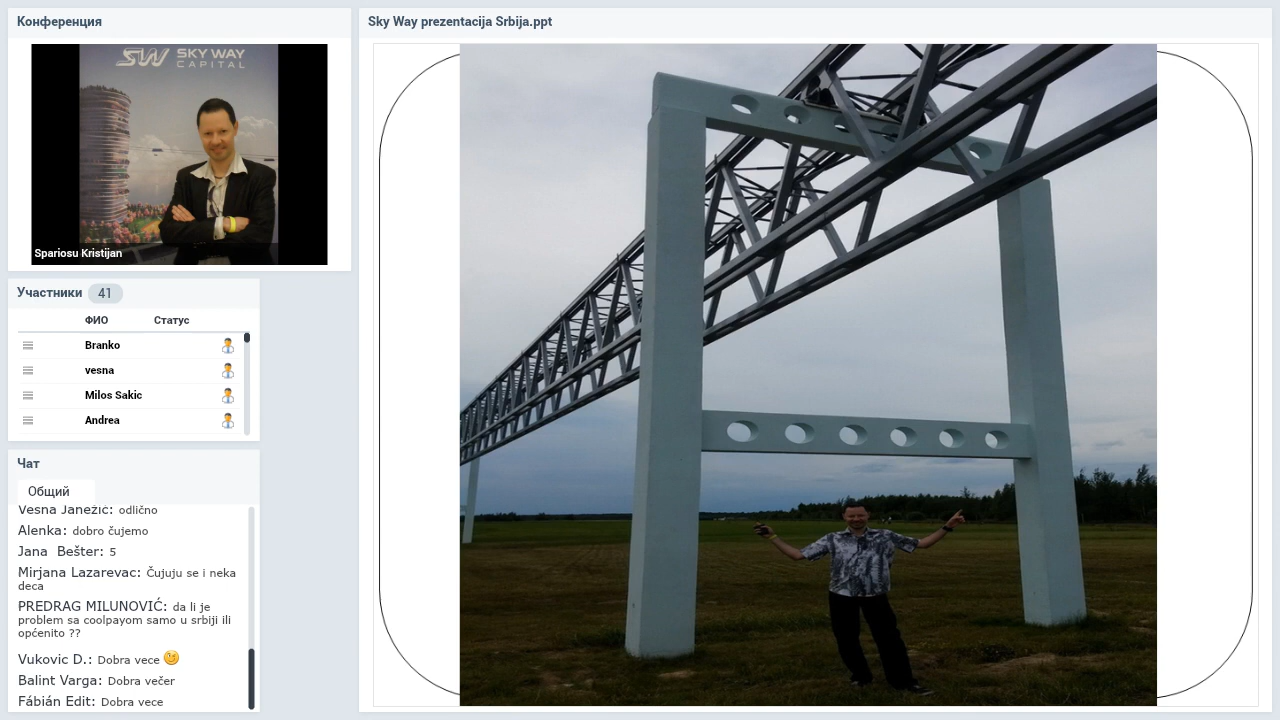 Конференция
SW SKY WAY
CAPITAL
Spariosu Kristijan
Участники 41
ФИО Статус
Branko
vesna
Milos Sakic
Andrea
Чат
Общий
Vesna Janežič: odlično
Alenka: dobro čujemo
Jana Bešter: 5
Mirjana Lazarevac: Čujuju se i neka
deca
PREDRAG MILUNOVIĆ: da li je
problem sa coolpayom samo u srbiji ili
općenito ??
Vukovic D.: Dobra vece
Balint Varga: Dobra večer
Fábián Edit: Dobra vece
Sky Way prezentacija Srbija.ppt